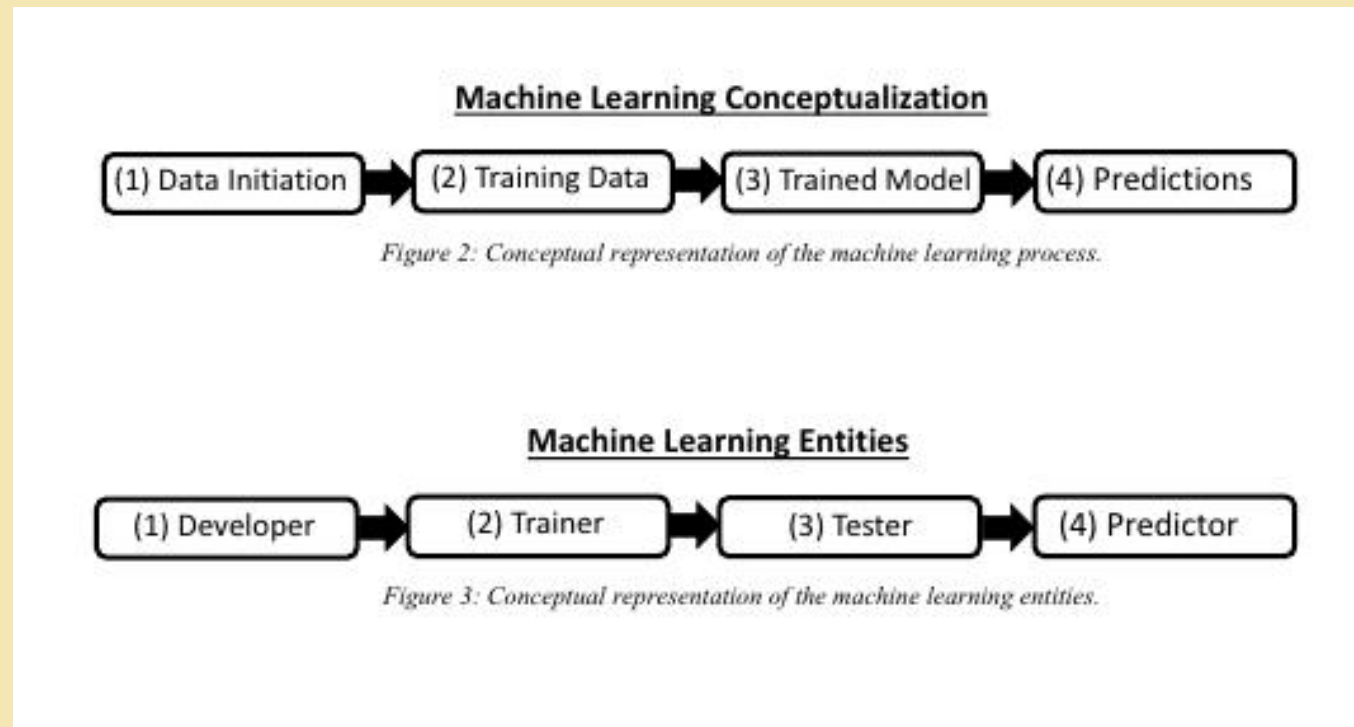 Machine Learning Conceptualization
(1) Data Initiation
(2) Training Data
(3) Trained Model
(4) Predictions
Figure 2: Conceptual representation of the machine learning process.
Machine Learning Entities
(1) Developer
(2) Trainer
(3) Tester
(4) Predictor
Figure 3: Conceptual representation of the machine learning entities.